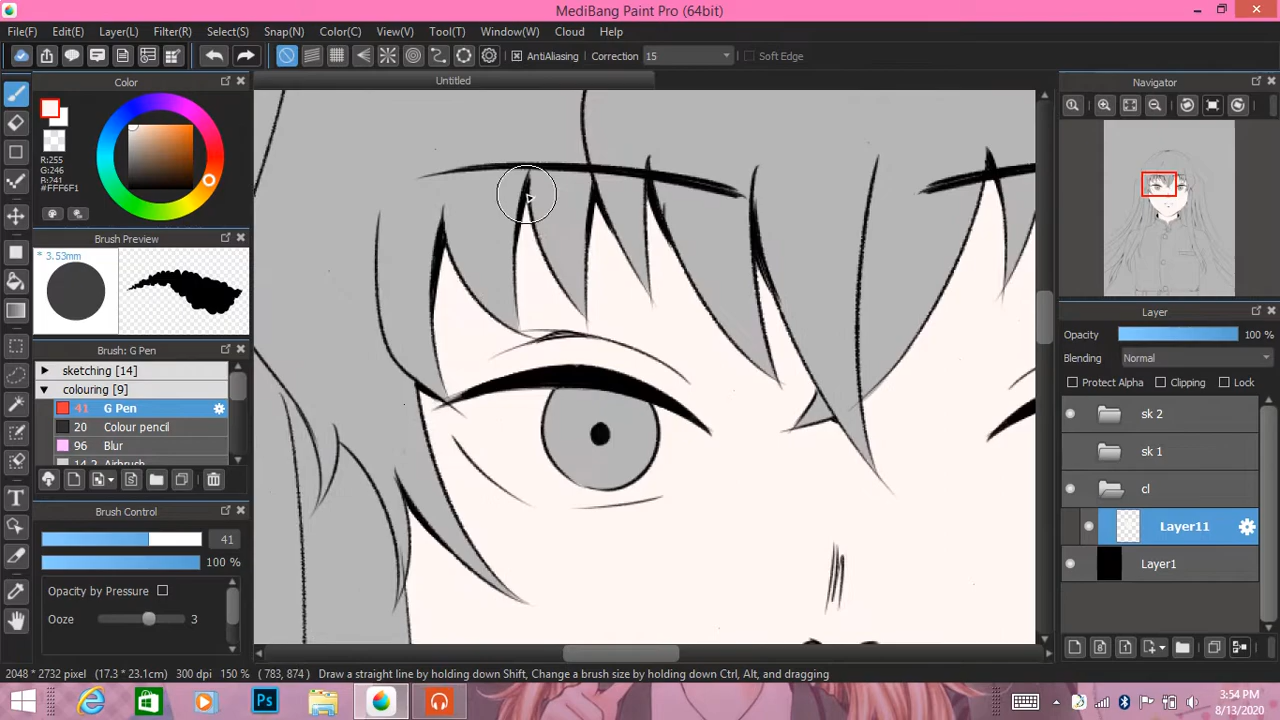 MediBang Paint Pro (64bit)
File(F) Edit(E) Layer(L) Filter(R) Select(S) Snap(N) Color(C) View(V) Tool(T) Window(W) Cloud Help
AntiAliasing Correction 15 Soft Edge
Color
Untitled
Navigator
R:255
G:246
B:241
#FFF6F1
Brush Preview
* 3.53mm
Layer
Opacity 100 %
Brush: G Pen
Blending Normal
sketching [14]
Protect Alpha Clipping Lock
colouring [9]
41 G Pen
sk 2
20 Colour pencil
96 Blur
sk 1
14.2 Airbrush
cl
Brush Control
Layer11
41
100 %
Layer1
Opacity by Pressure
Ooze 3
2048 * 2732 pixel (17.3 * 23.1cm) 300 dpi 150 % ( 783, 874 ) Draw a straight line by holding down Shift, Change a brush size by holding down Ctrl, Alt, and dragging
Ps
3:54 PM
8/13/2020